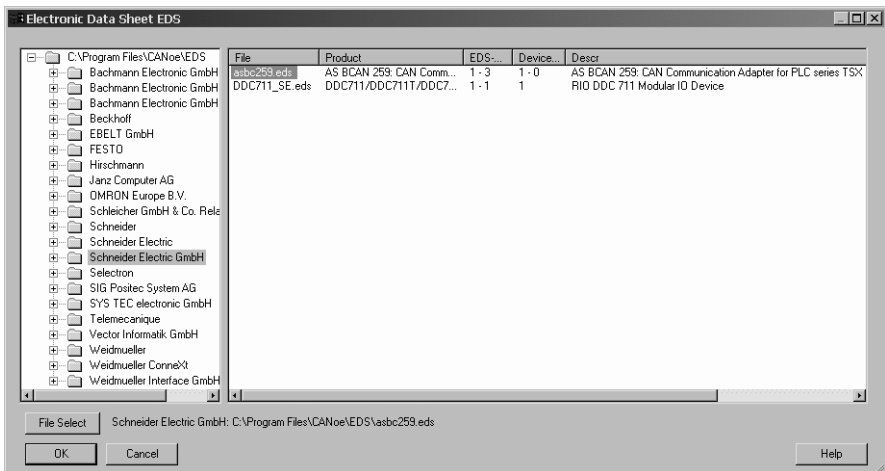 Electronic Data Sheet EDS
C:\Program Files\CANoe\EDS
Bachmann Electronic GmbH
Bachmann Electronic GmbH
Bachmann Electronic GmbH
Beckhoff
EBELT GmbH
FESTO
Hirschmann
Janz Computer AG
OMRON Europe B.V.
Schleicher GmbH & Co. Rela
Schneider
Schneider Electric
Schneider Electric GmbH
Selectron
SIG Positec System AG
SYS TEC electronic GmbH
Telemecanique
Vector Informatik GmbH
Weidmueller
Weidmueller ConneXt
Weidmueller Interface GmbH
File Product EDS-... Device... Descr
asbc259.eds AS BCAN 259: CAN Comm... 1 - 3 1 - 0 AS BCAN 259: CAN Communication Adapter for PLC series TSX
DDC711_SE.eds DDC711/DDC711T/DDC7... 1 - 1 1 RIO DDC 711 Modular IO Device
File Select Schneider Electric GmbH: C:\Program Files\CANoe\EDS\asbc259.eds
OK Cancel Help